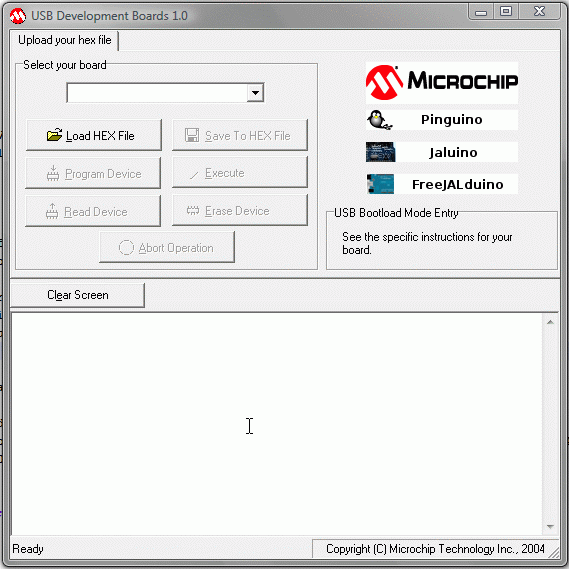 USB Development Boards 1.0
Upload your hex file
Select your board
Load HEX File
Save To HEX File
Program Device
Execute
Read Device
Erase Device
Abort Operation
MICROCHIP
Pinguino
Jaluino
FreeJALduino
USB Bootload Mode Entry
See the specific instructions for your
board.
Clear Screen
Ready
Copyright (C) Microchip Technology Inc., 2004